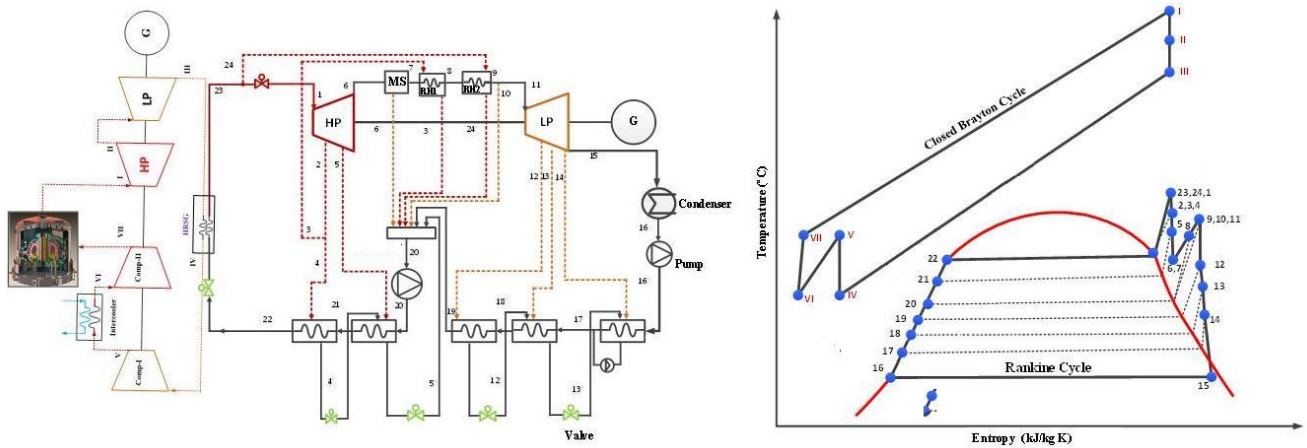 G
III
LP
II
HP
I
VII
Comp-II
VI
Intercooler
V
Comp-I
HRSG
IV
24
23
1
HP
2
5
6
MS
7
RH1
8
RH2
9
10
11
LP
G
6
3
24
15
12
13
14
Condenser
16
Pump
16
3
4
20
20
22
21
19
18
17
4
5
12
13
Valve
Temperature (°C)
Entropy (kJ/kg K)
Closed Brayton Cycle
I
II
III
VII
V
VI
IV
23,24,1
2,3,4
5
8
9,10,11
6,7
12
13
14
15
22
21
20
19
18
17
16
Rankine Cycle